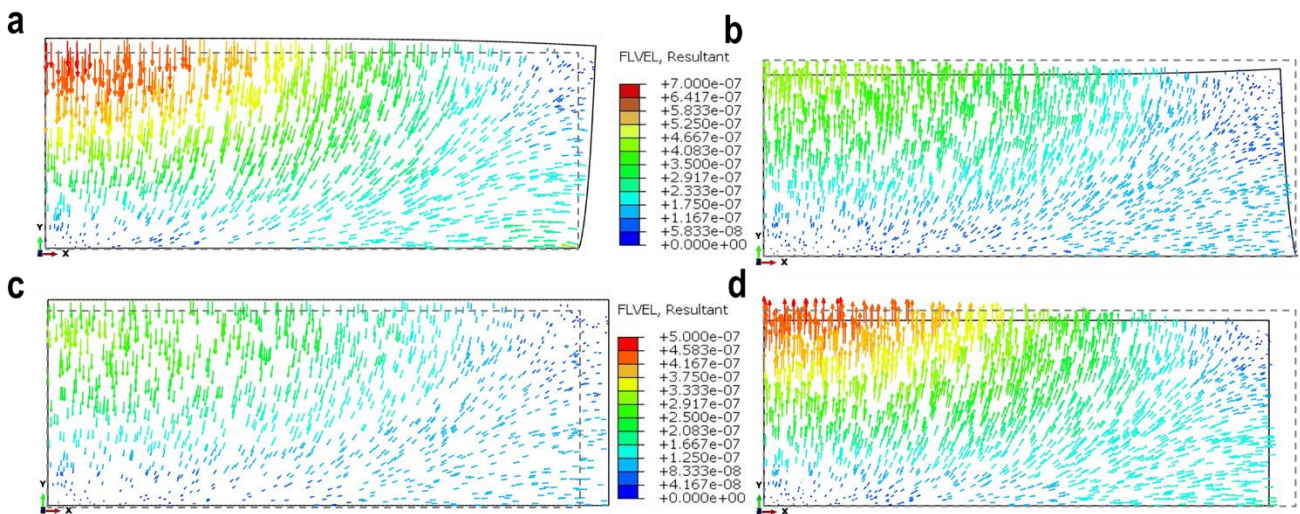 a
b
FLVEL, Resultant
+7.000e-07
+6.417e-07
+5.833e-07
+5.250e-07
+4.667e-07
+4.083e-07
+3.500e-07
+2.917e-07
+2.333e-07
+1.750e-07
+1.167e-07
+5.833e-08
+0.000e+00
Y
X
Y
X
c
d
FLVEL, Resultant
+5.000e-07
+4.583e-07
+4.167e-07
+3.750e-07
+3.333e-07
+2.917e-07
+2.500e-07
+2.083e-07
+1.667e-07
+1.250e-07
+8.333e-08
+4.167e-08
+0.000e+00
Y
X
Y
X